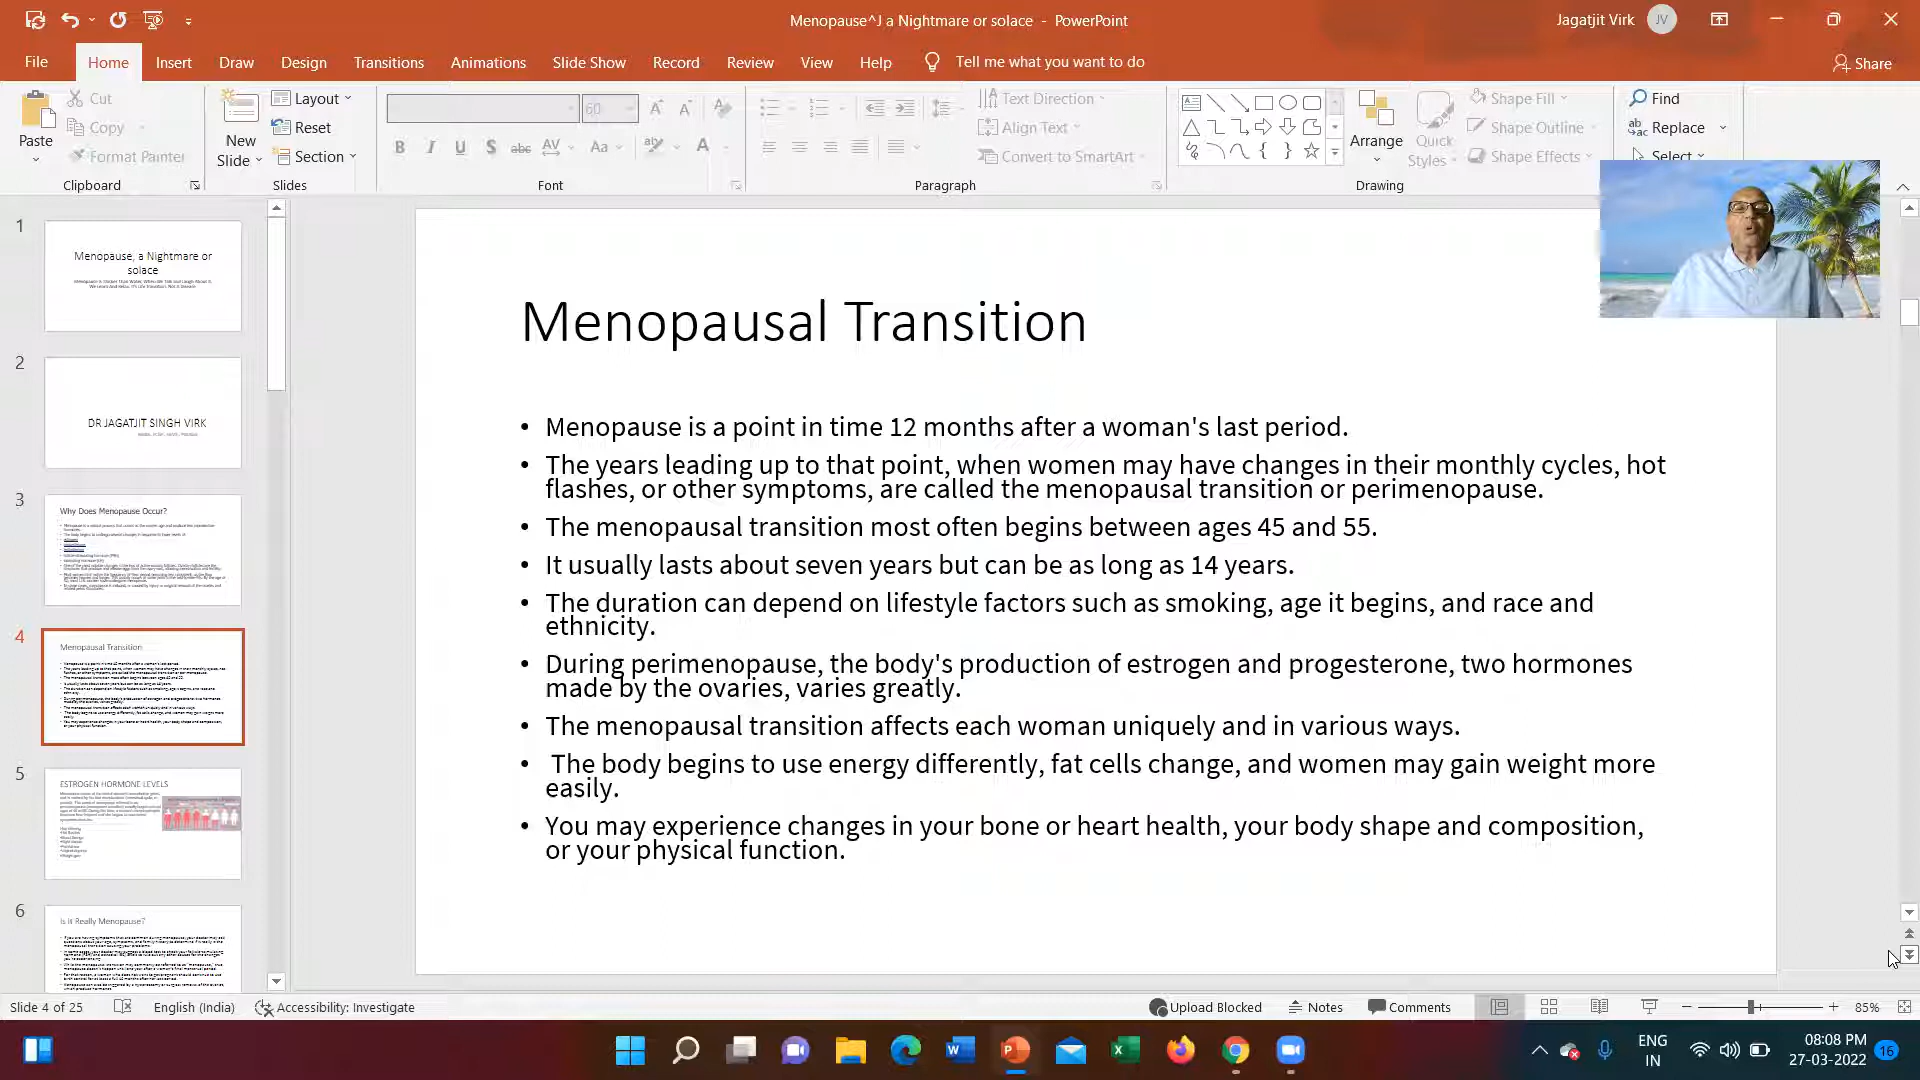 Menopause^J a Nightmare or solace - PowerPoint
Jagatjit Virk
JV
File
Home
Insert
Draw
Design
Transitions
Animations
Slide Show
Record
Review
View
Help
Tell me what you want to do
Share
Paste
Cut
Copy
Format Painter
Clipboard
New
Slide
Layout
Reset
Section
Slides
60
Font
Text Direction
Align Text
Convert to SmartArt
Paragraph
Arrange
Quick
Styles
Shape Fill
Shape Outline
Shape Effects
Drawing
Find
Replace
Select
1
Menopause, a Nightmare or
solace
2
DR JAGATJIT SINGH VIRK
3
Why Does Menopause Occur?
4
Menopausal Transition
5
ESTROGEN HORMONE LEVELS
6
Is it Really Menopause?
Menopausal Transition
• Menopause is a point in time 12 months after a woman's last period.
• The years leading up to that point, when women may have changes in their monthly cycles, hot
flashes, or other symptoms, are called the menopausal transition or perimenopause.
• The menopausal transition most often begins between ages 45 and 55.
• It usually lasts about seven years but can be as long as 14 years.
• The duration can depend on lifestyle factors such as smoking, age it begins, and race and
ethnicity.
• During perimenopause, the body's production of estrogen and progesterone, two hormones
made by the ovaries, varies greatly.
• The menopausal transition affects each woman uniquely and in various ways.
• The body begins to use energy differently, fat cells change, and women may gain weight more
easily.
• You may experience changes in your bone or heart health, your body shape and composition,
or your physical function.
Slide 4 of 25
English (India)
Accessibility: Investigate
Upload Blocked
Notes
Comments
85%
ENG
IN
08:08 PM
27-03-2022
16